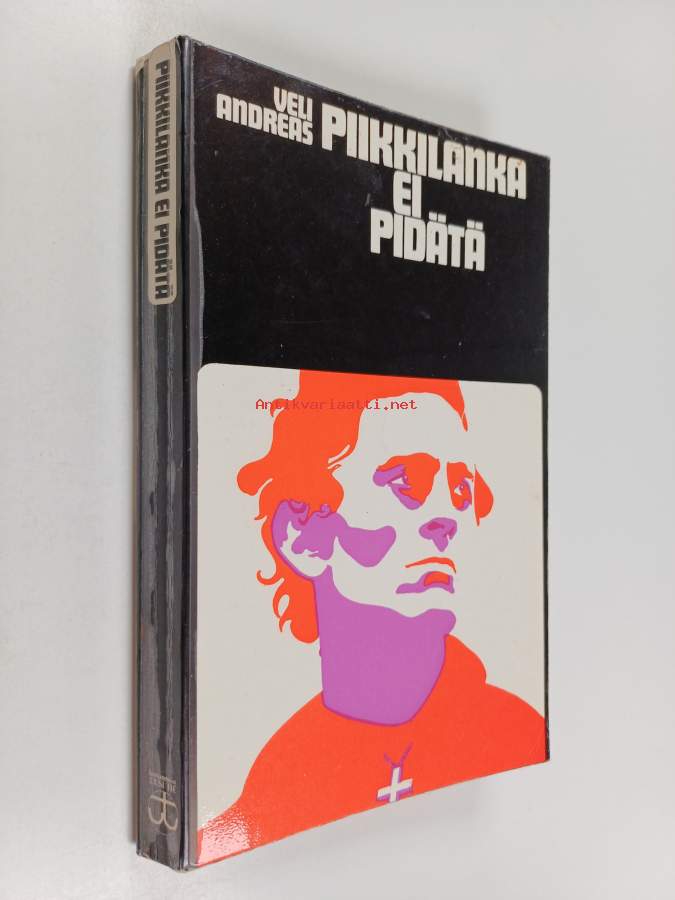 VELI
ANDREAS
PIIKKILANKA
EI
PIDÄTÄ
PIIKKILANKA EI PIDÄTÄ
Antikvariaatti.net